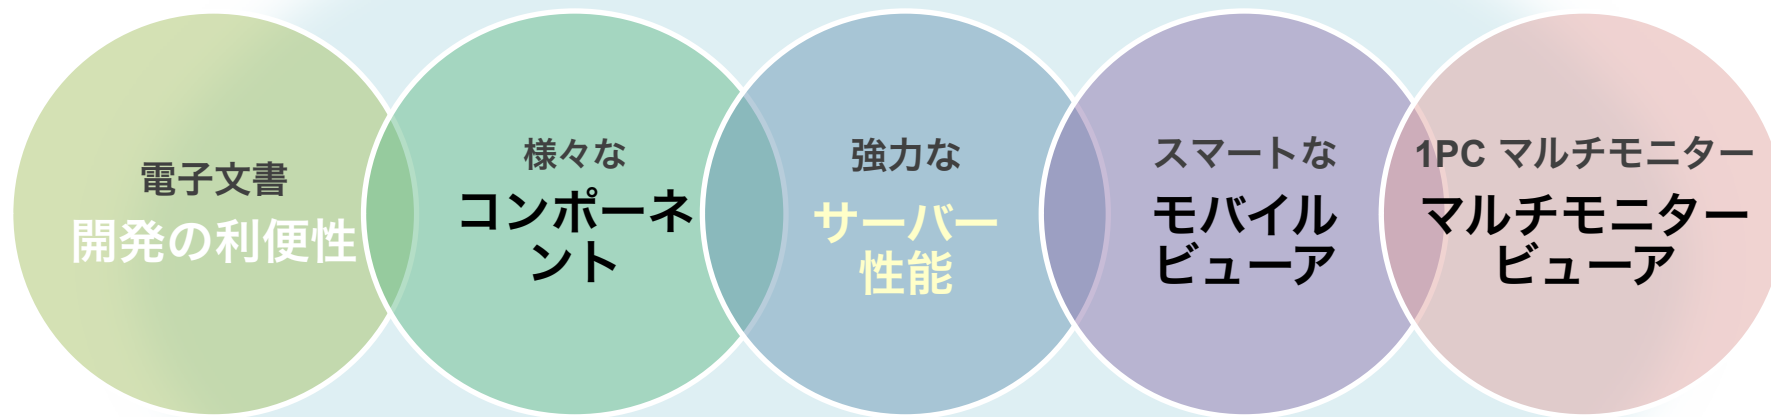 電子文書
開発の利便性
様々な
コンポーネ
ント
強力な
サーバー
性能
スマートな
モバイル
ビューア
1PC マルチモニター
マルチモニター
ビューア